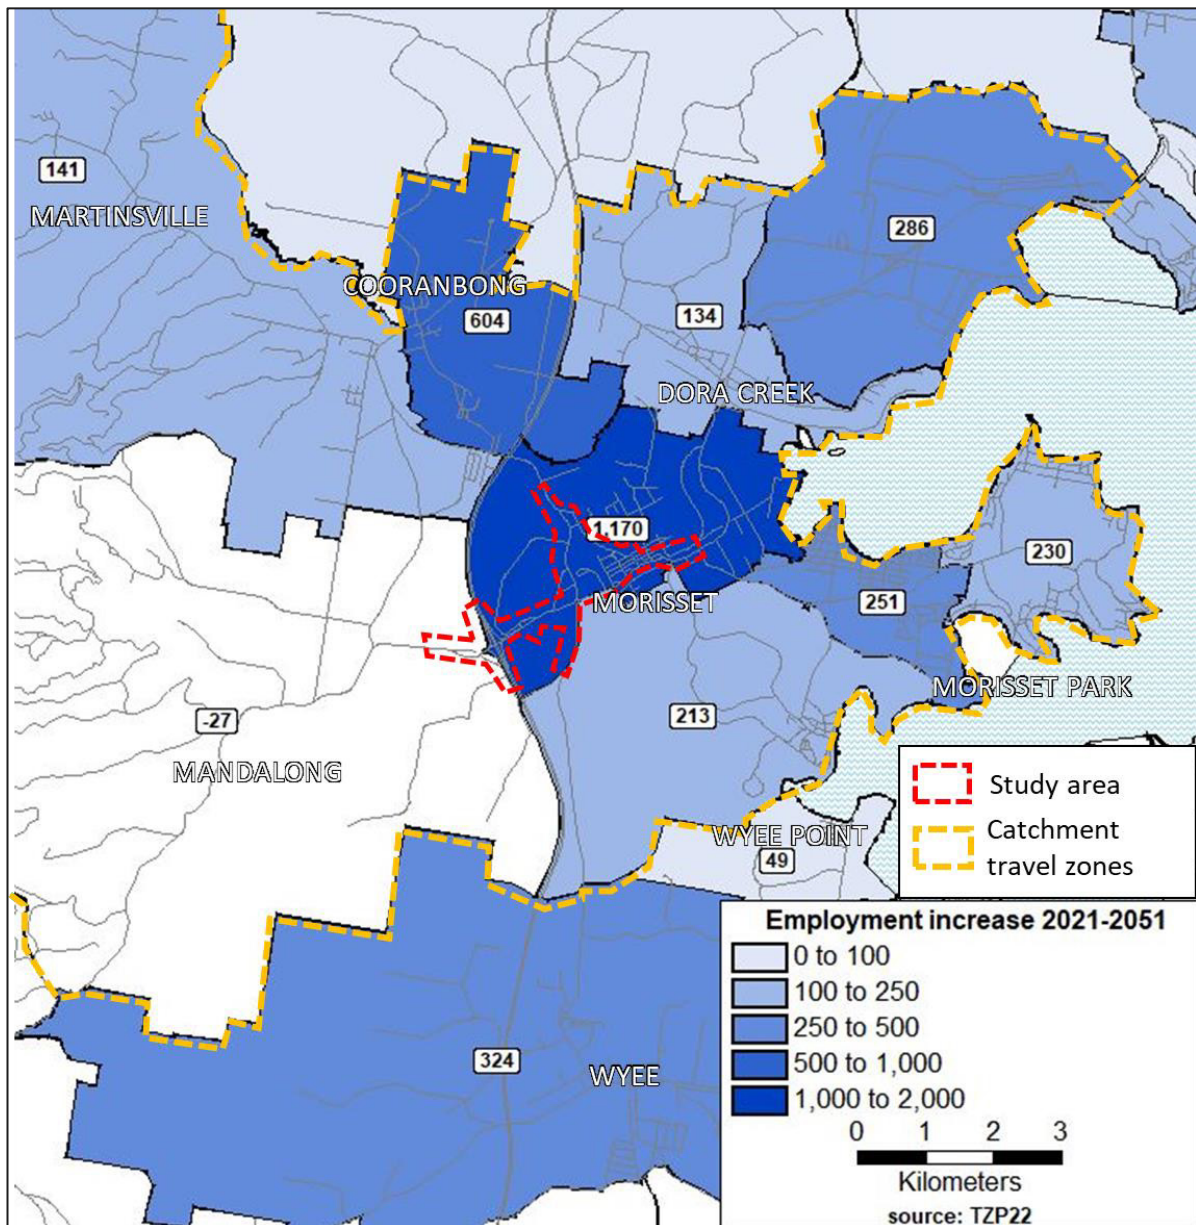 141
MARTINSVILLE
286
COORANBONG
604
134
DORA CREEK
1,170
230
251
MORISSET
MORISSET PARK
213
-27
MANDALONG
Study area
Catchment
travel zones
WYEE POINT
49
324
WYEE
Employment increase 2021-2051
0 to 100
100 to 250
250 to 500
500 to 1,000
1,000 to 2,000
0 1 2 3
Kilometers
source: TZP22